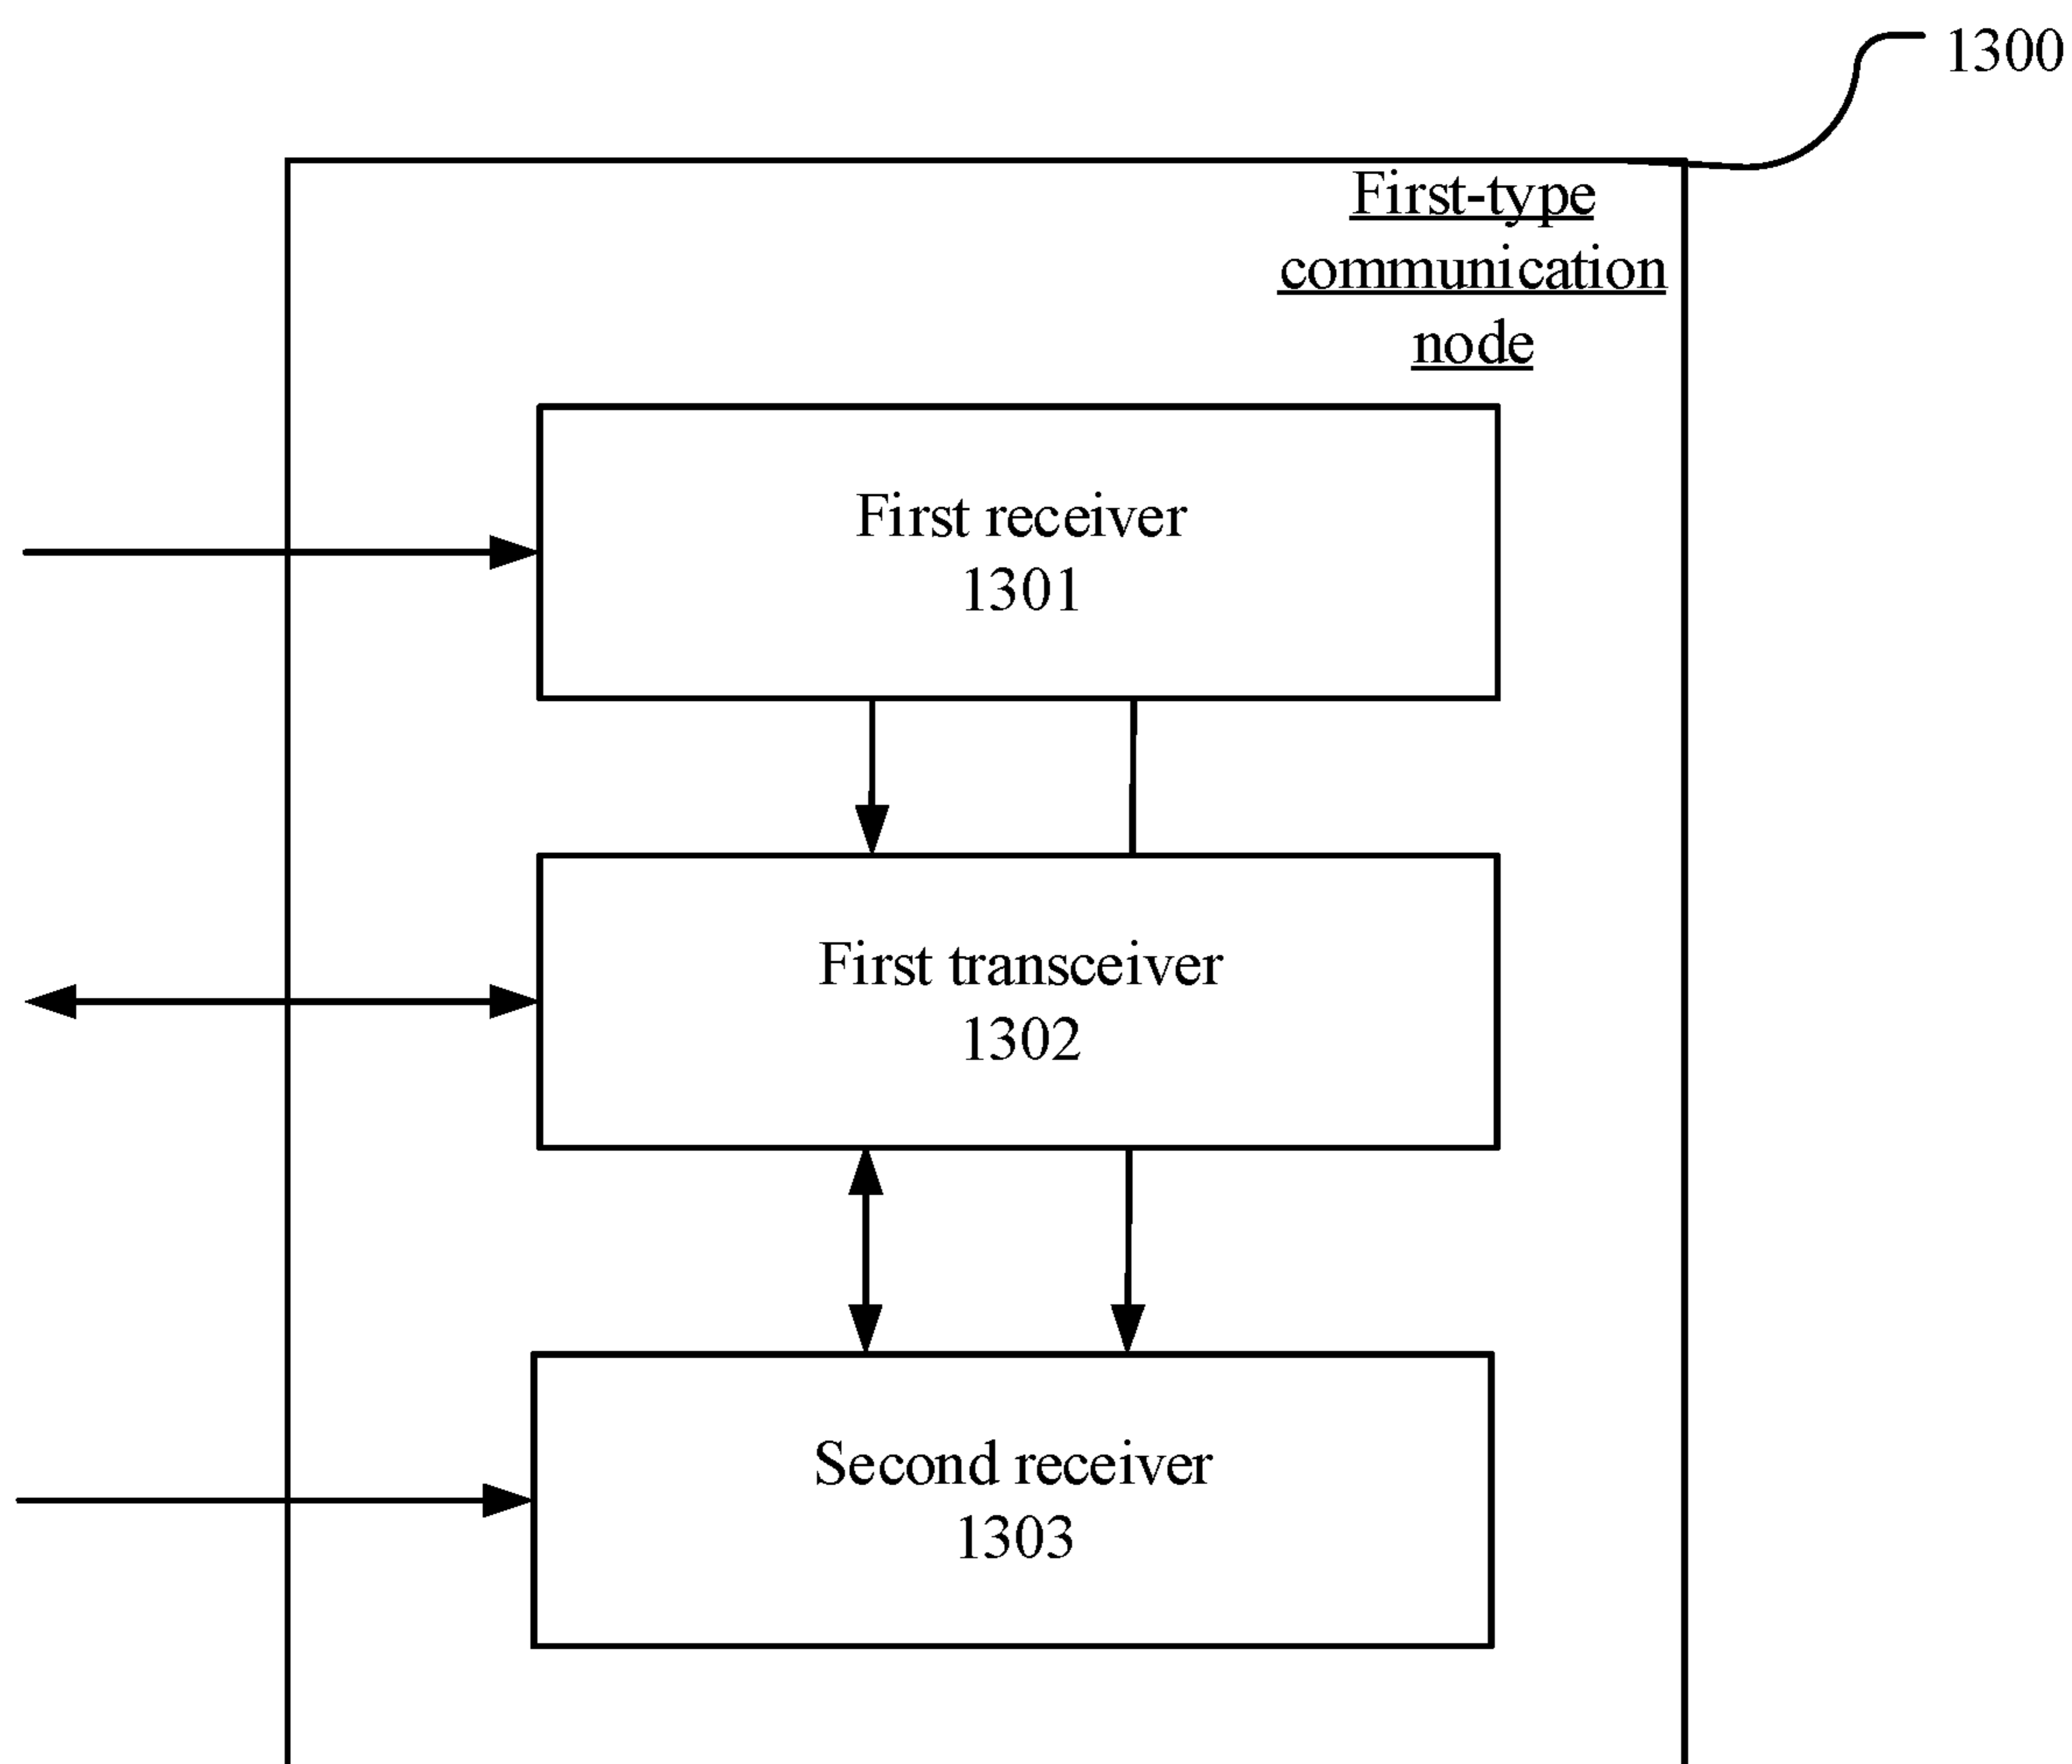 1300
First-type
communication
node
First receiver
1301
First transceiver
1302
Second receiver
1303